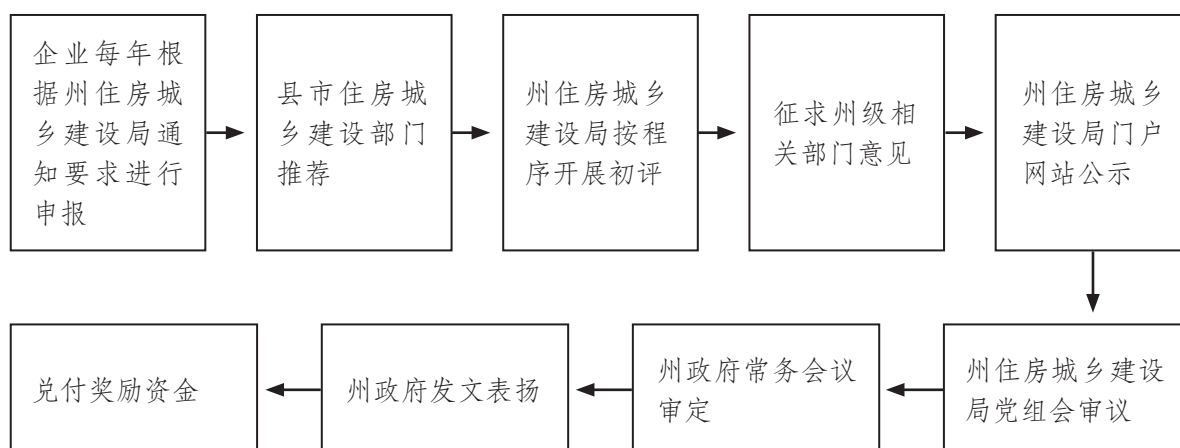 企业每年根
据州住房城
乡建设局通
知要求进行
申报
县市住房城
乡建设部门
推荐
州住房城乡
建设局按程
序开展初评
征求州级相
关部门意见
州住房城乡
建设局门户
网站公示
州住房城乡建设
局党组会审议
州政府常务会议
审定
州政府发文表扬
兑付奖励资金